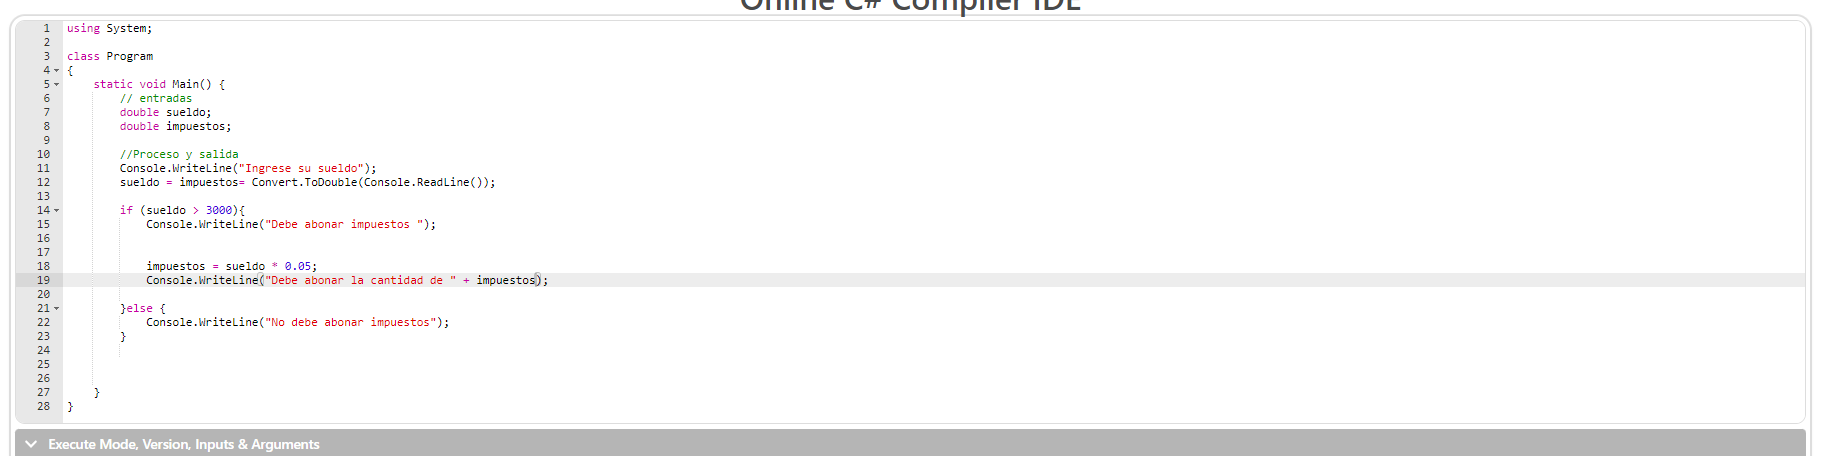 Online C# Compiler IDE
1 using System;
2
3 class Program
4 {
5 static void Main() {
6 // entradas
7 double sueldo;
8 double impuestos;
9
10 //Proceso y salida
11 Console.WriteLine("Ingrese su sueldo");
12 sueldo = impuestos= Convert.ToDouble(Console.ReadLine());
13
14 if (sueldo > 3000){
15 Console.WriteLine("Debe abonar impuestos ");
16
17
18 impuestos = sueldo * 0.05;
19 Console.WriteLine("Debe abonar la cantidad de " + impuestos);
20
21 }else {
22 Console.WriteLine("No debe abonar impuestos");
23 }
24
25
26
27 }
28 }
Execute Mode, Version, Inputs & Arguments